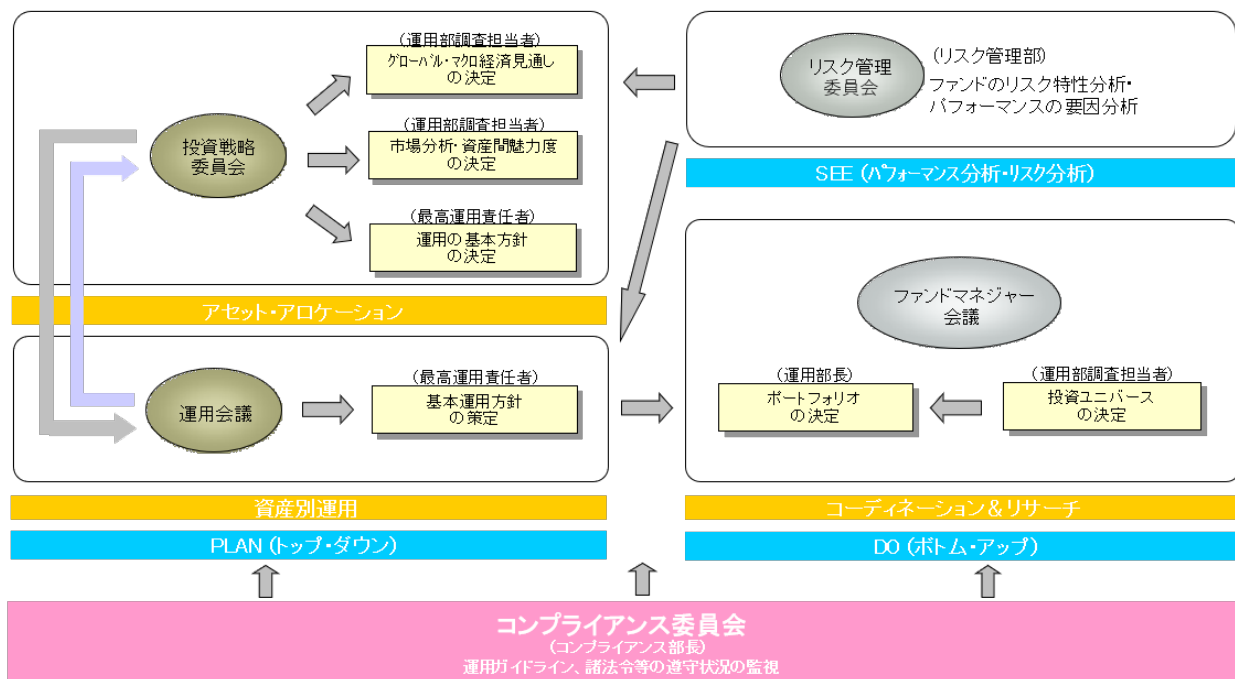 (運用部調査担当者)
グローバル・マクロ経済見通し
の決定
投資戦略
委員会
(運用部調査担当者)
市場分析・資産間魅力度
の決定
(最高運用責任者)
運用の基本方針
の決定
アセット・アロケーション
運用会議
(最高運用責任者)
基本運用方針
の策定
資産別運用
PLAN (トップ・ダウン)
リスク管理
委員会
(リスク管理部)
ファンドのリスク特性分析・
パフォーマンスの要因分析
SEE (パフォーマンス分析・リスク分析)
ファンドマネジャー
会議
(運用部長)
ポートフォリオ
の決定
(運用部調査担当者)
投資ユニバース
の決定
コーディネーション&リサーチ
DO (ボトム・アップ)
コンプライアンス委員会
(コンプライアンス部長)
運用ガイドライン、諸法令等の遵守状況の監視